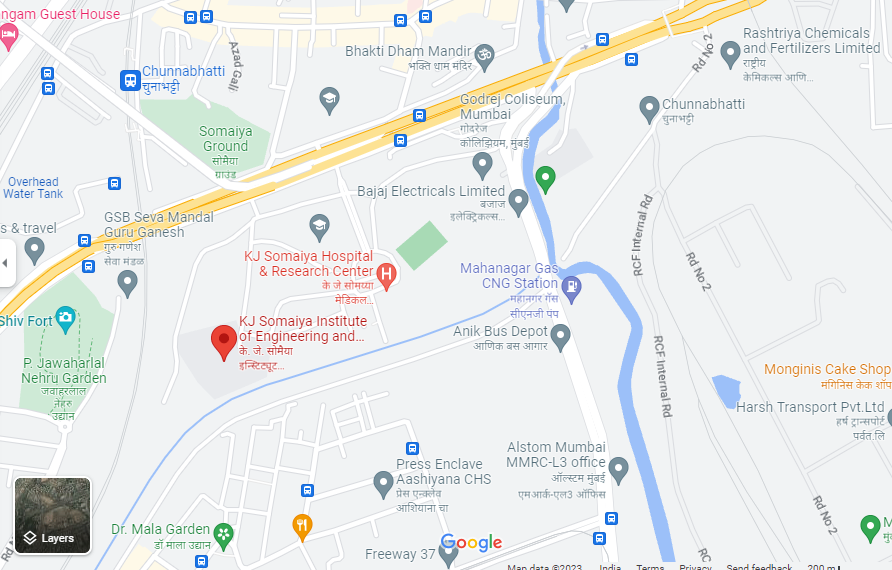 ngam Guest House
Azad Gali
Chunnabhatti
चुनाभट्टी
Bhakti Dham Mandir
भक्ति धाम मंदिर
Rd No 2
Rashtriya Chemicals
and Fertilizers Limited
राष्ट्रीय
केमिकल्स आणि...
Godrej Coliseum,
Mumbai
गोदरेज
कोलिझियम, मुंबई
Chunnabhatti
चुनाभट्टी
Somaiya
Ground
सोमैया
ग्राउंड
Overhead
Water Tank
Bajaj Electricals Limited
बजाज
इलेक्ट्रिकल्स...
s & travel
GSB Seva Mandal
Guru Ganesh
गुरु गणेश
सेवा मंडळ
RCF Internal Rd
Rd No 2
KJ Somaiya Hospital
& Research Center
के जे सोमय्या
मेडिकल...
H
Mahanagar Gas
CNG Station
महानगर गॅस
सीएनजी पंप
Shiv Fort
KJ Somaiya Institute
of Engineering and...
के. जे. सोमैया
इन्स्टिट्यूट...
Anik Bus Depot
आणिक बस आगार
RCF Internal Rd
P. Jawaharlal
Nehru Garden
जवाहरलाल
नेहरु
उद्यान
Monginis Cake Shop
मंगिनिस केक शॉप
Harsh Transport Pvt.Ltd
हर्ष ट्रान्सपोर्ट
पर्वत.लि
Alstom Mumbai
MMRC-L3 office
ऑल्स्टम मुंबई
एमआर्क-एल3 ऑफिस
Press Enclave
Aashiyana CHS
प्रेस एन्क्लेव
आशियाना चा
Rd No 2
Dr. Mala Garden
डॉ माला उद्यान
Layers
Freeway 37
Google
Map data ©2023
India
Terms
Privacy
Send feedback
200 m